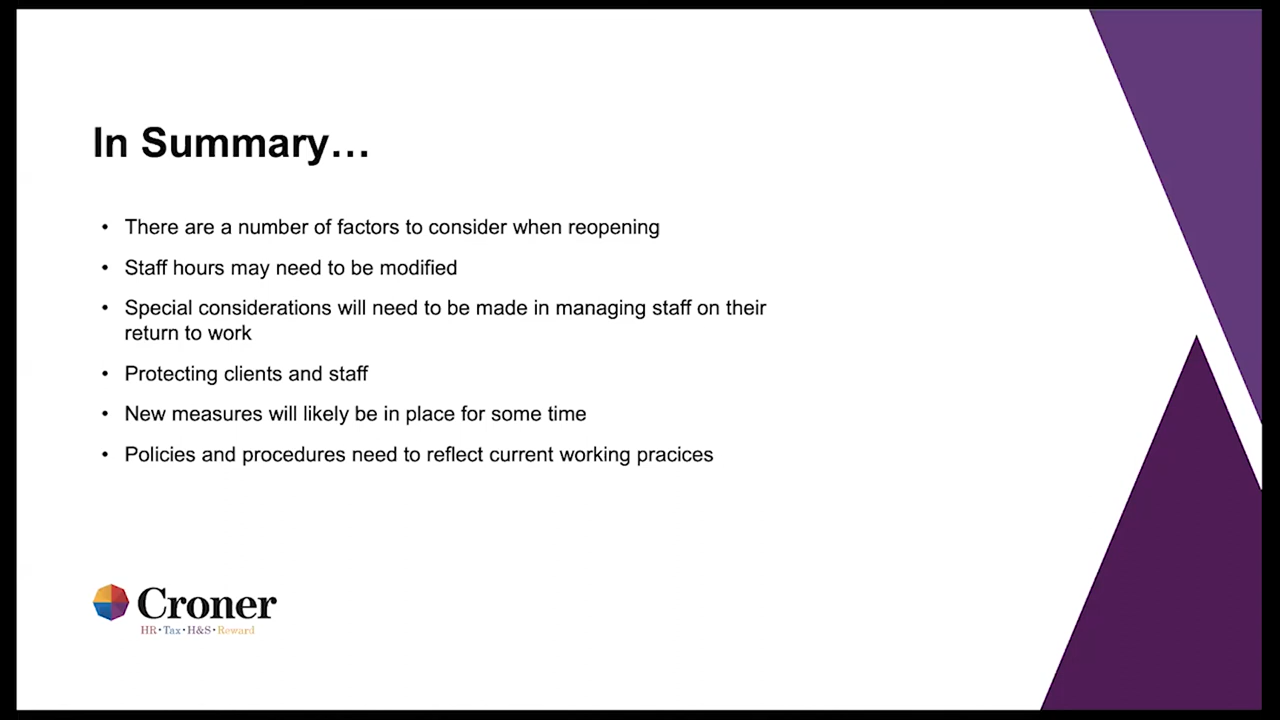 In Summary…
• There are a number of factors to consider when reopening
• Staff hours may need to be modified
• Special considerations will need to be made in managing staff on their
return to work
• Protecting clients and staff
• New measures will likely be in place for some time
• Policies and procedures need to reflect current working pracices
Croner
HR•Tax•H&S•Reward